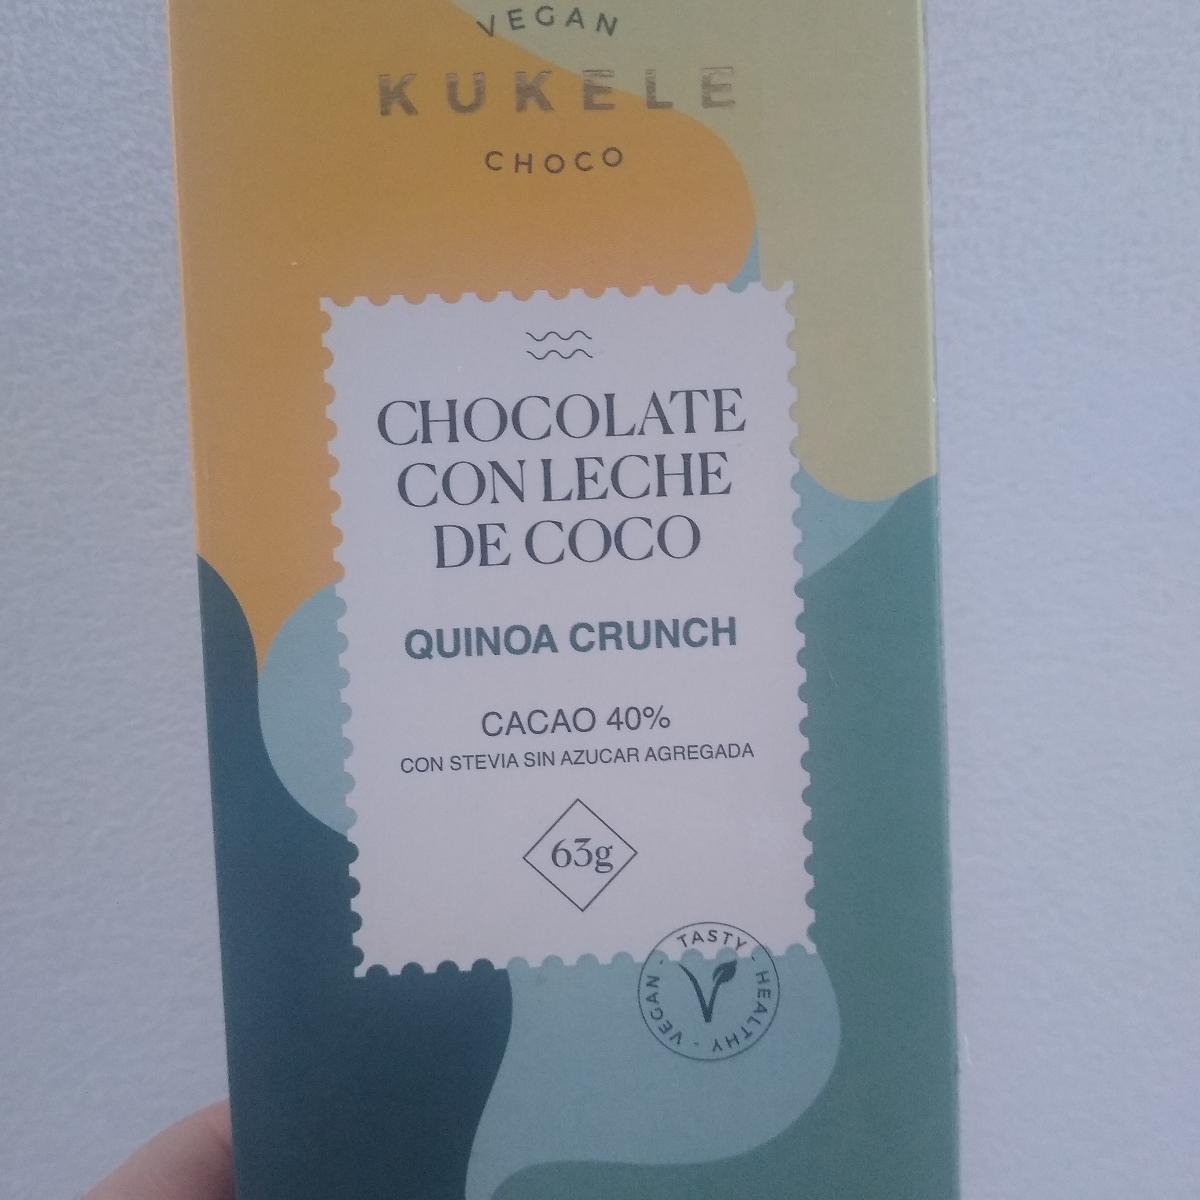 VEGAN
KUKELE
CHOCO
CHOCOLATE
CON LECHE
DE COCO
QUINOA CRUNCH
CACAO 40%
CON STEVIA SIN AZUCAR AGREGADA
63g
TASTY - HEALTHY - VEGAN -